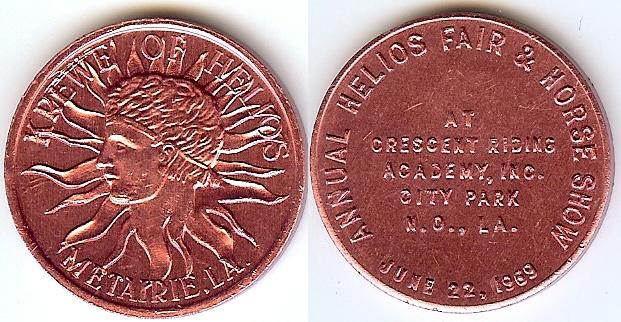 KREWE OF HELIOS
METAIRIE, LA.
ANNUAL HELIOS FAIR & HORSE SHOW
AT
CRESCENT RIDING
ACADEMY, INC.
CITY PARK
N.O., LA.
JUNE 22, 1969